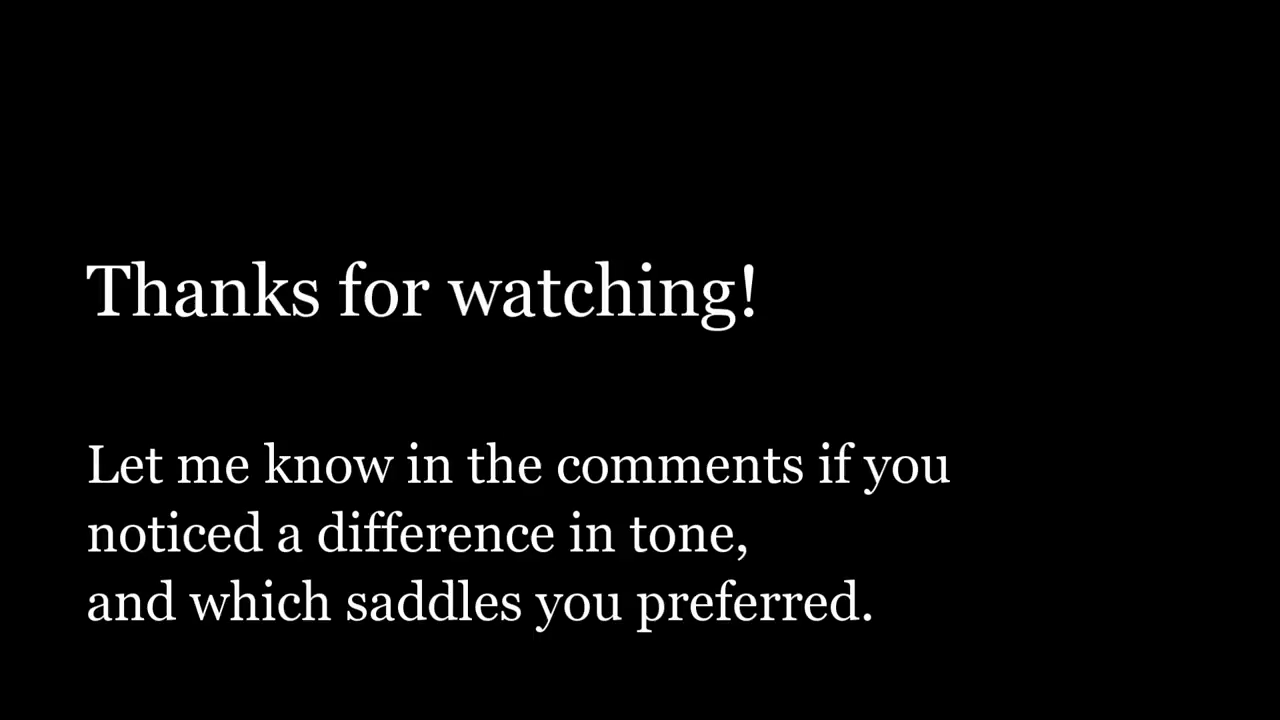 Thanks for watching!
Let me know in the comments if you
noticed a difference in tone,
and which saddles you preferred.